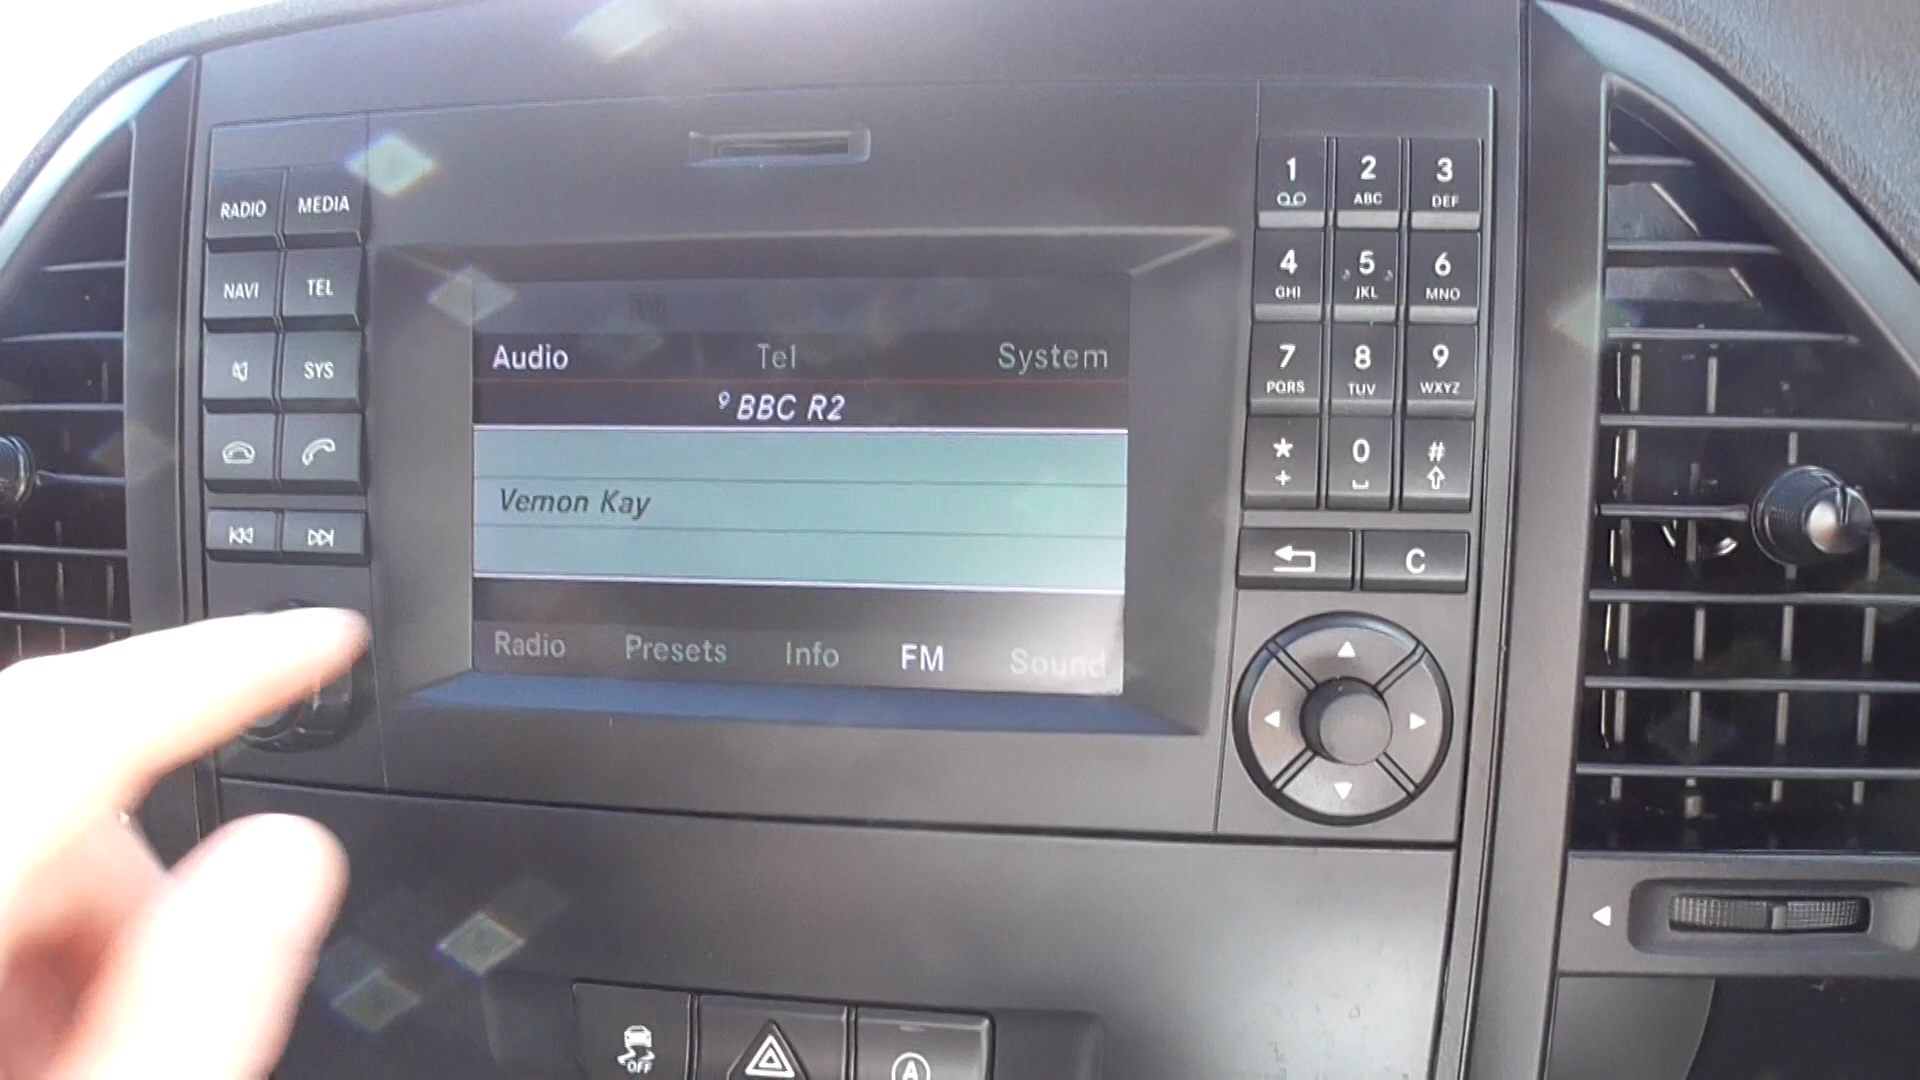 RADIO MEDIA
NAVI TEL
SYS
Audio Tel System
9 BBC R2
Vernon Kay
Radio Presets Info FM Sound
1 2 ABC 3 DEF
4 GHI 5 JKL 6 MNO
7 PQRS 8 TUV 9 WXYZ
* + 0 #
C
OFF
A